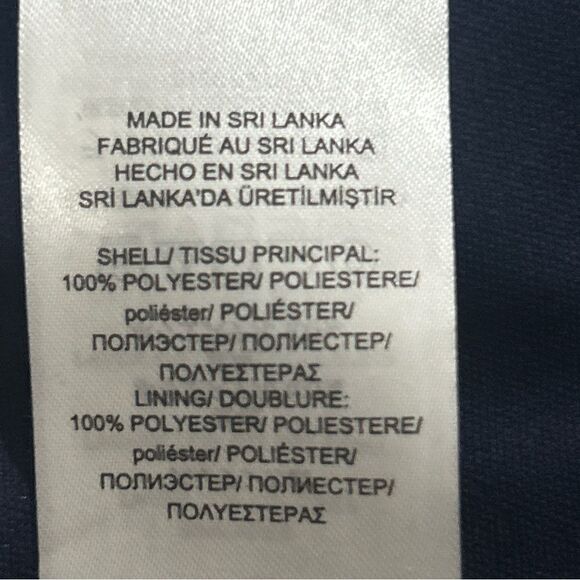 MADE IN SRI LANKA
FABRIQUÉ AU SRI LANKA
HECHO EN SRI LANKA
SRİ LANKA'DA ÜRETİLMİŞTİR
SHELL/ TISSU PRINCIPAL:
100% POLYESTER/ POLIESTERE/
poliéster/ POLIÉSTER/
ПОЛИЭСТЕР/ ПОЛИЕСТЕР/
ΠΟΛΥΕΣΤΕΡΑΣ
LINING/ DOUBLURE:
100% POLYESTER/ POLIESTERE/
poliéster/ POLIÉSTER/
ПОЛИЭСТЕР/ ПОЛИЕСТЕР/
ΠΟΛΥΕΣΤΕΡΑΣ